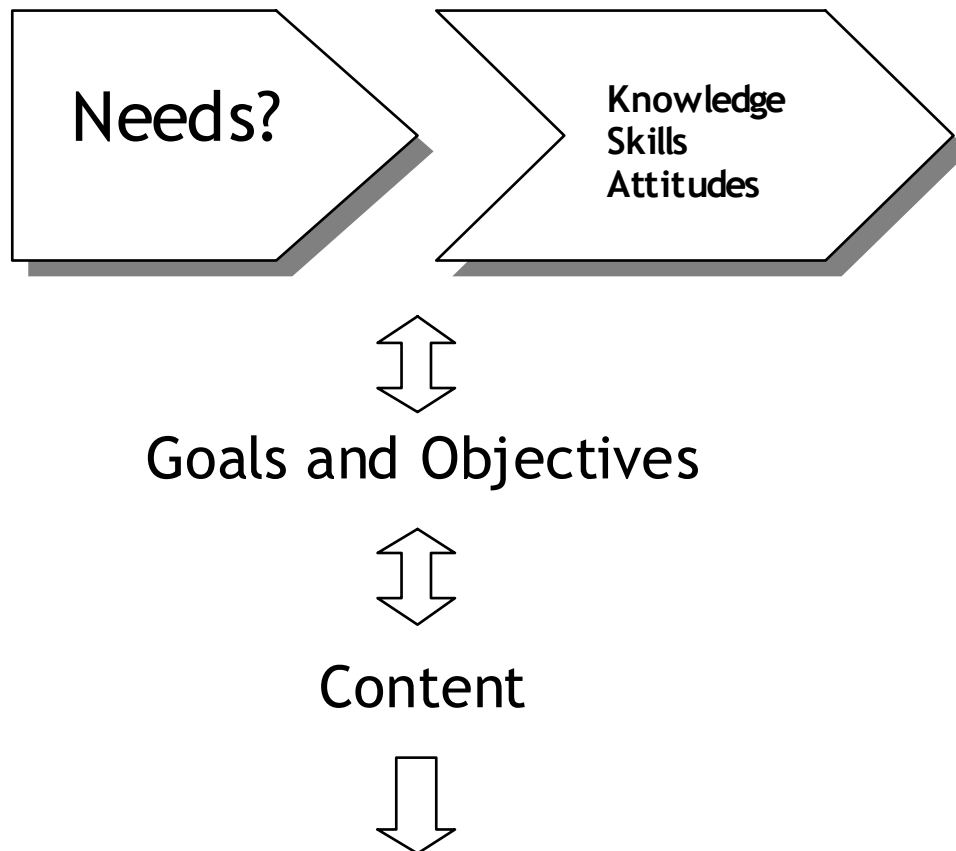 Needs?
Knowledge
Skills
Attitudes
Goals and Objectives
Content